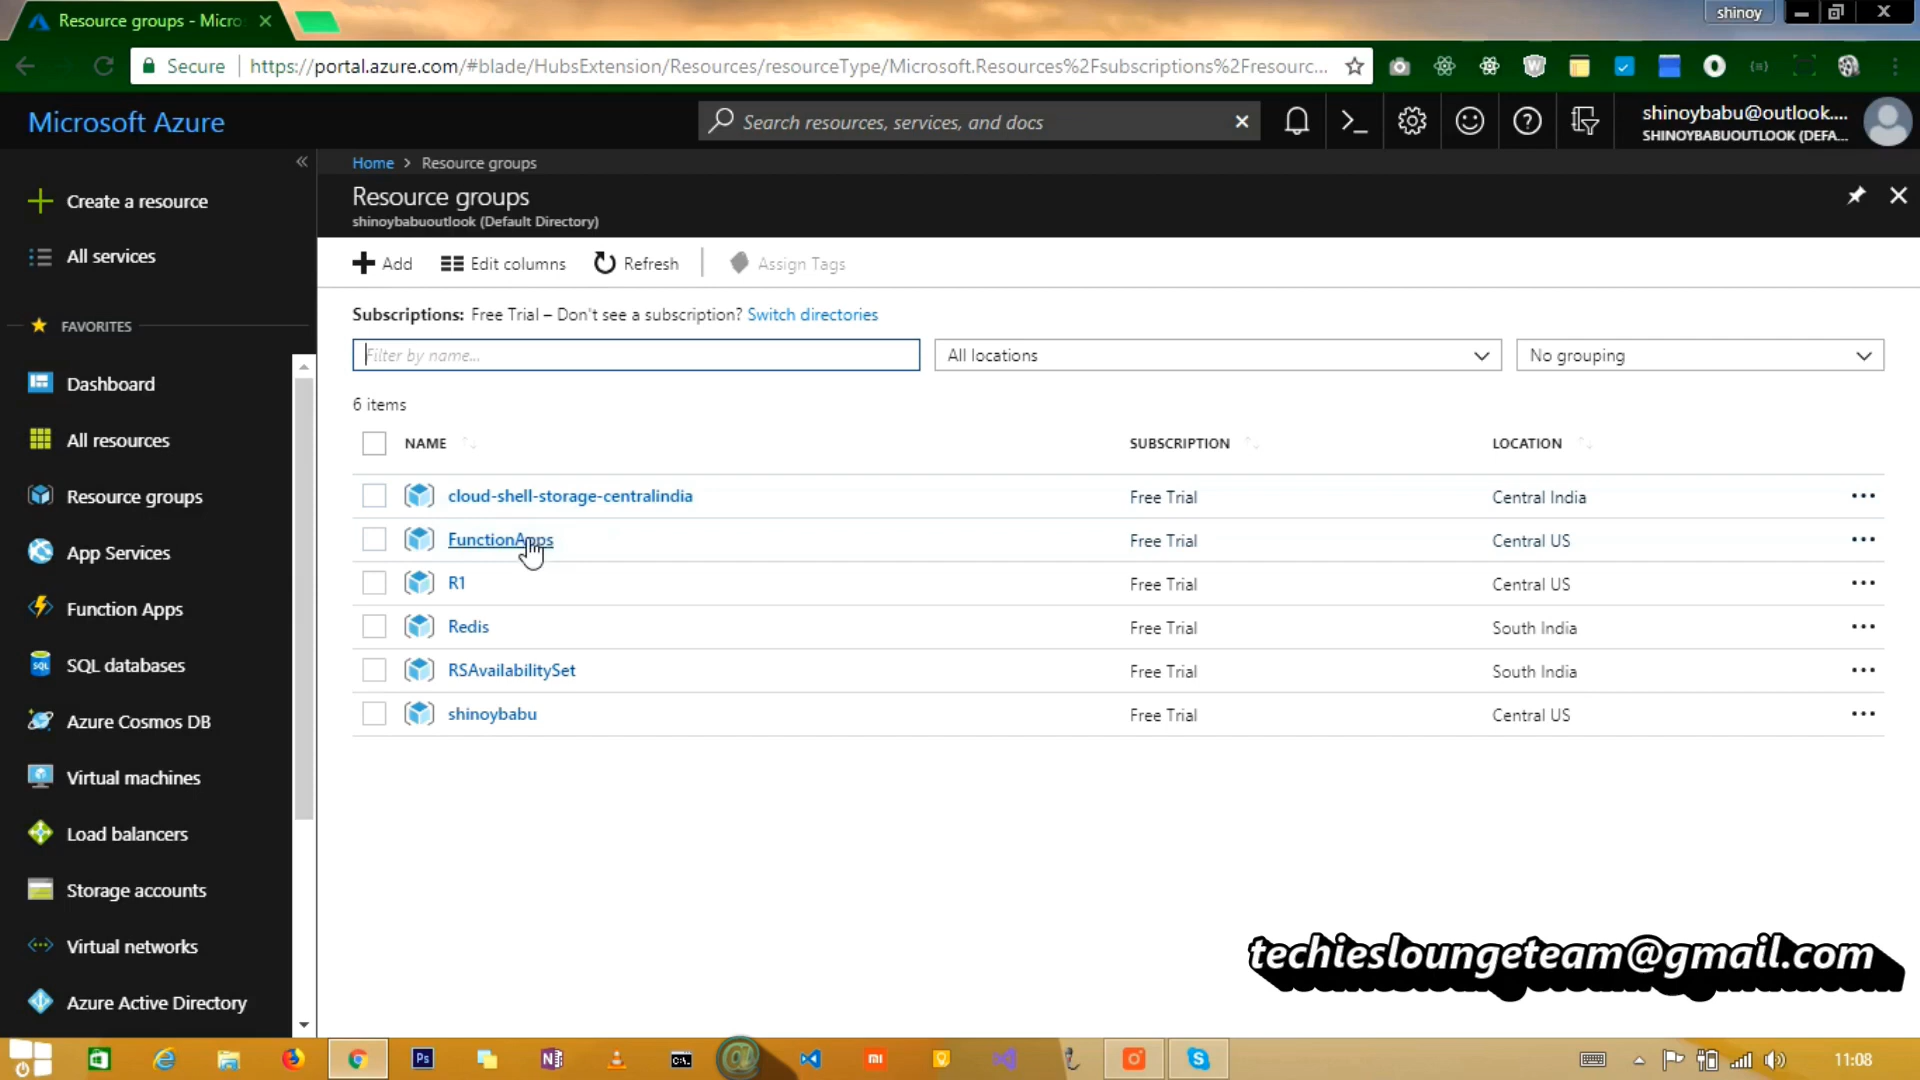 Resource groups - Micro
shinoy
Secure
https://portal.azure.com/#blade/HubsExtension/Resources/resourceType/Microsoft.Resources%2Fsubscriptions%2Fresourc...
Microsoft Azure
Search resources, services, and docs
shinoybabu@outlook....
SHINOYBABUOUTLOOK (DEFA...
Home > Resource groups
Resource groups
shinoybabuoutlook (Default Directory)
Create a resource
All services
FAVORITES
Dashboard
All resources
Resource groups
App Services
Function Apps
SQL databases
Azure Cosmos DB
Virtual machines
Load balancers
Storage accounts
Virtual networks
Azure Active Directory
Add Edit columns Refresh Assign Tags
Subscriptions: Free Trial – Don't see a subscription? Switch directories
Filter by name... All locations No grouping
6 items
NAME SUBSCRIPTION LOCATION
cloud-shell-storage-centralindia Free Trial Central India
FunctionApps Free Trial Central US
R1 Free Trial Central US
Redis Free Trial South India
RSAvailabilitySet Free Trial South India
shinoybabu Free Trial Central US
techiesloungeteam@gmail.com
11:08